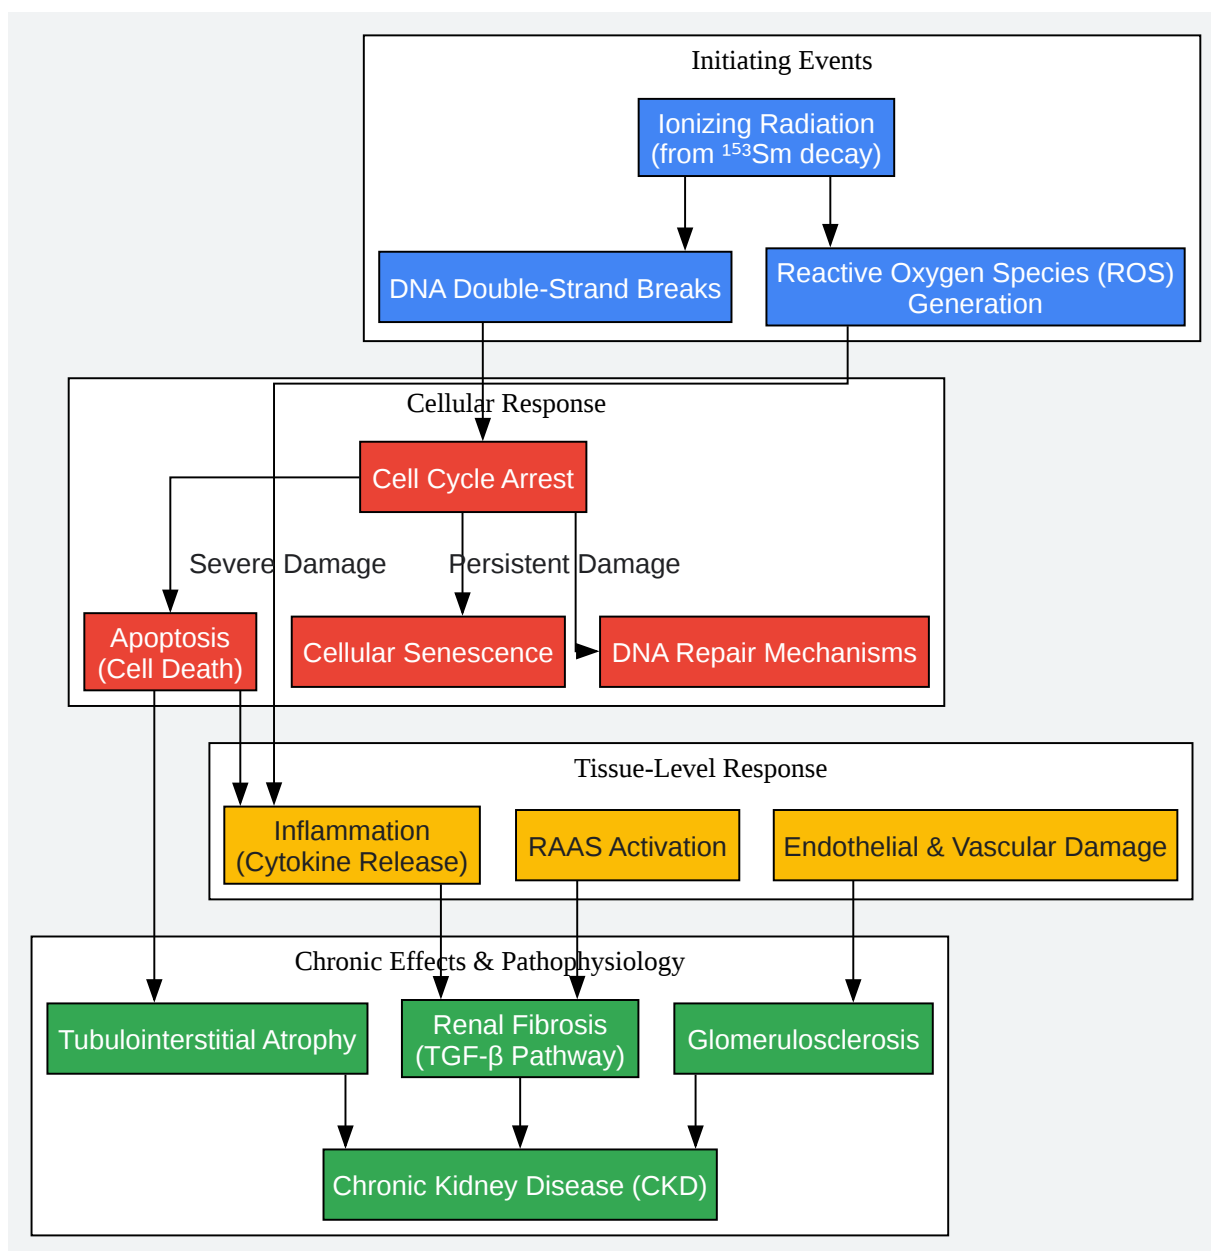 Initiating Events
Ionizing Radiation
(from ¹⁵³Sm decay)
DNA Double-Strand Breaks
Reactive Oxygen Species (ROS)
Generation
Cellular Response
Cell Cycle Arrest
Severe Damage
Persistent Damage
Apoptosis
(Cell Death)
Cellular Senescence
DNA Repair Mechanisms
Tissue-Level Response
Inflammation
(Cytokine Release)
RAAS Activation
Endothelial & Vascular Damage
Chronic Effects & Pathophysiology
Tubulointerstitial Atrophy
Renal Fibrosis
(TGF-β Pathway)
Glomerulosclerosis
Chronic Kidney Disease (CKD)